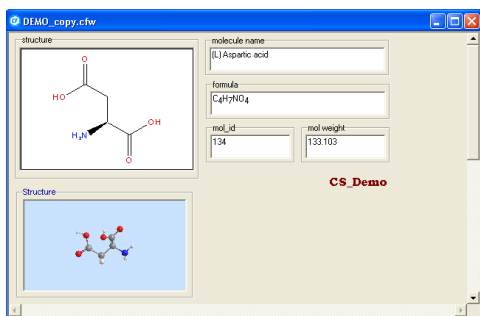 DEMO_copy.cfw
structure
O
HO
OH
H₂N
O
molecule name
(L) Aspartic acid
formula
C4H7NO4
mol_id
134
mol weight
133.103
CS_Demo
Structure